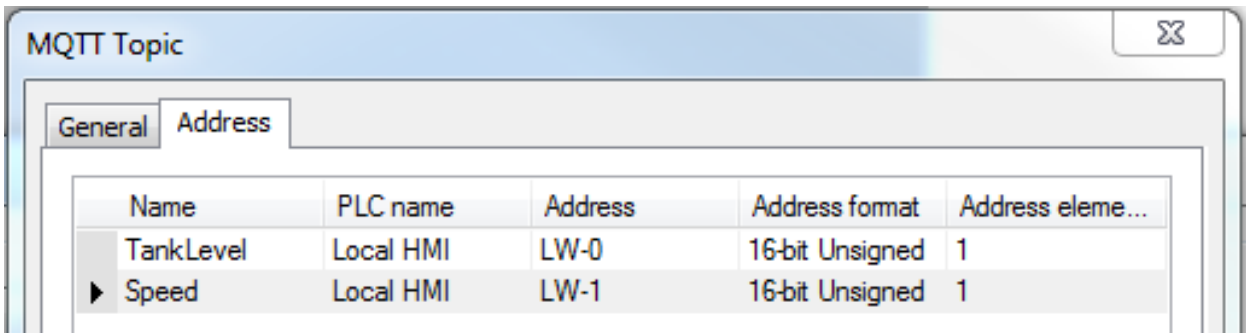 MQTT Topic
General Address
Name PLC name Address Address format Address eleme...
TankLevel Local HMI LW-0 16-bit Unsigned 1
Speed Local HMI LW-1 16-bit Unsigned 1